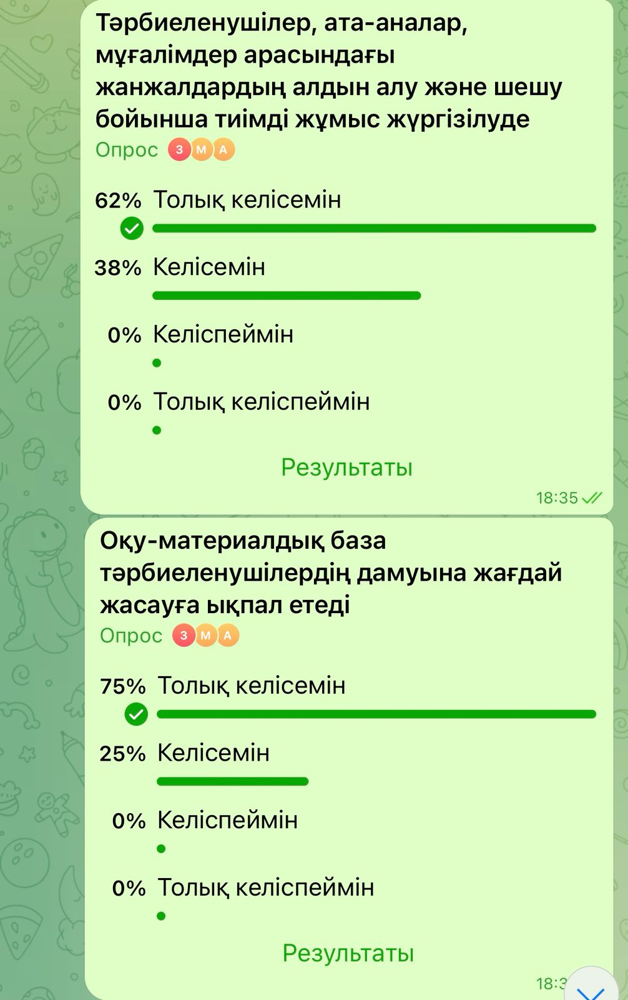 Тәрбиеленушілер, ата-аналар,
мұғалімдер арасындағы
жанжалдардың алдын алу және шешу
бойынша тиімді жұмыс жүргізілуде
Опрос З М А
62% Толық келісемін
38% Келісемін
0% Келіспеймін
0% Толық келіспеймін
Результаты
18:35
Оқу-материалдық база
тәрбиеленушілердің дамуына жағдай
жасауға ықпал етеді
Опрос З М А
75% Толық келісемін
25% Келісемін
0% Келіспеймін
0% Толық келіспеймін
Результаты